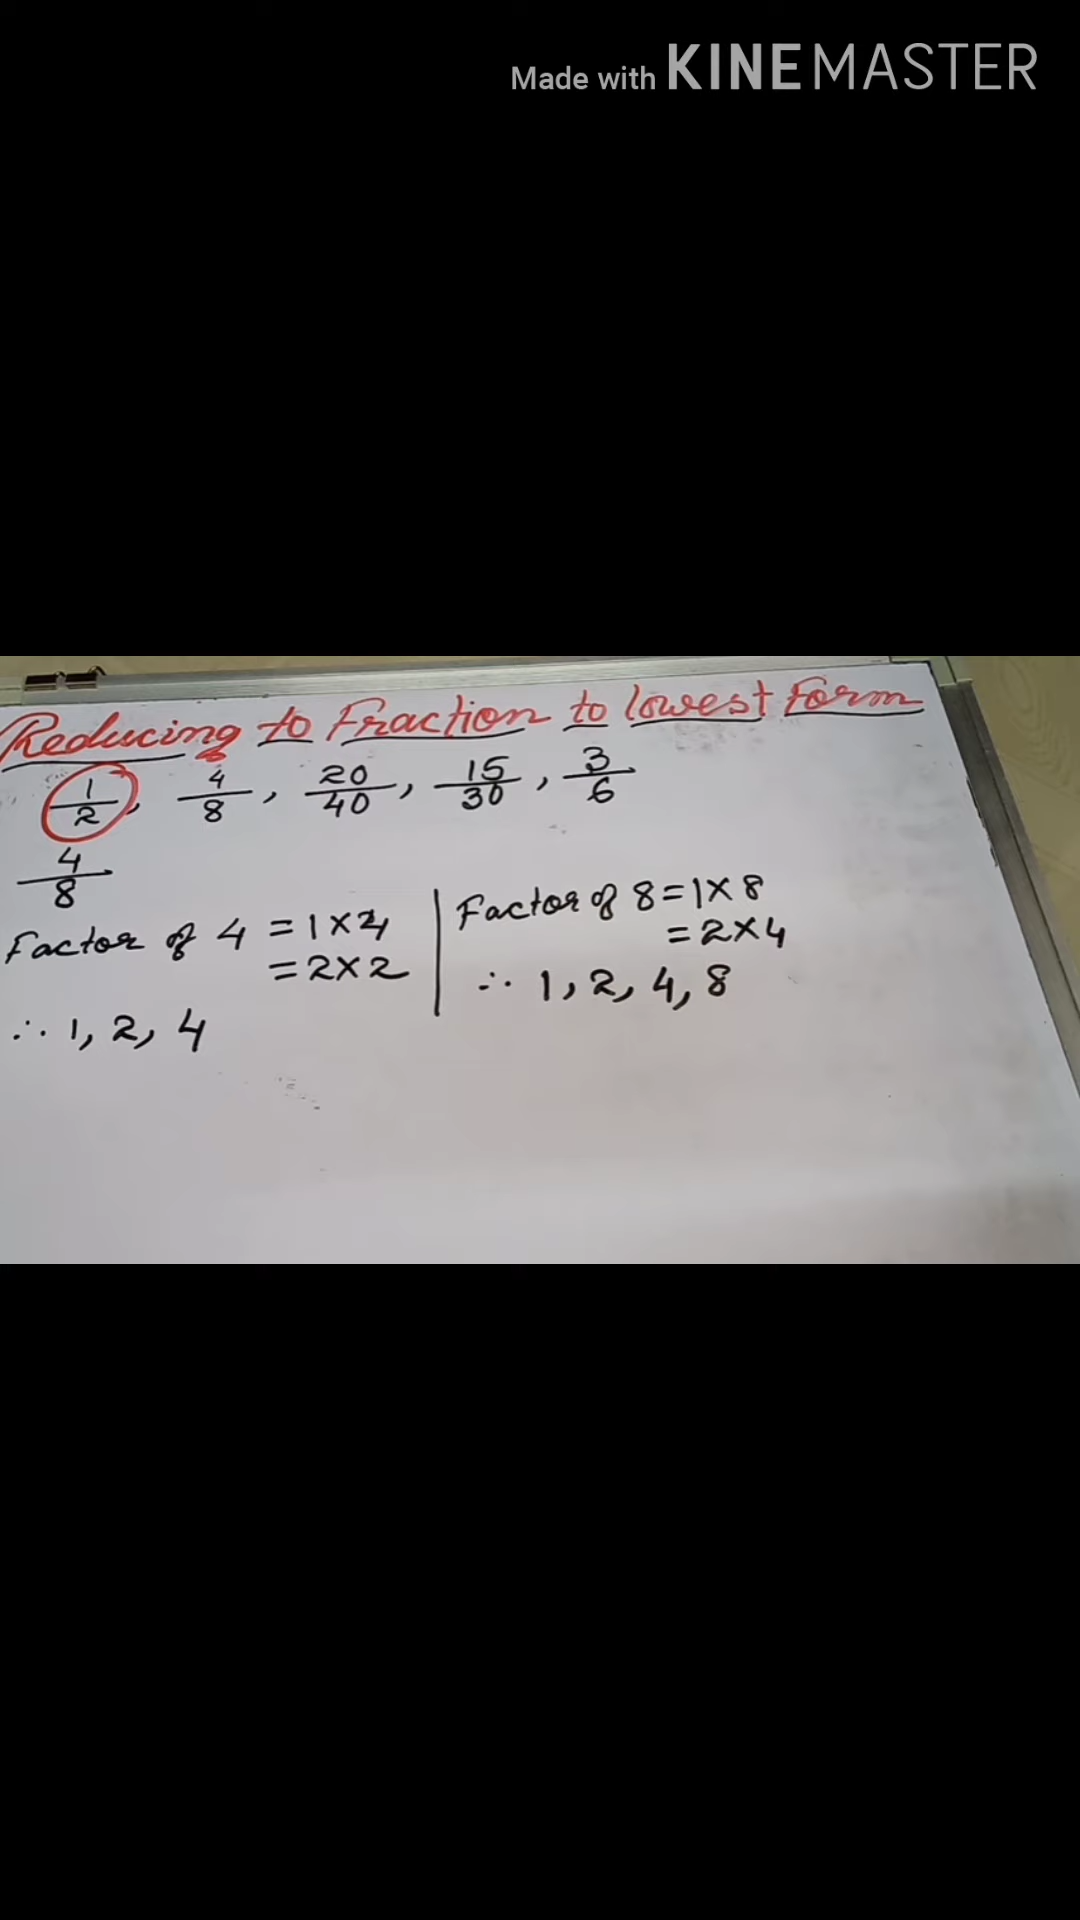 Made with KINEMASTER
Reducing to Fraction to lowest Form
1/2, 4/8, 20/40, 15/30, 3/6
4/8
Factor of 4 = 1 × 4
= 2 × 2
∴ 1, 2, 4
Factor of 8 = 1 × 8
= 2 × 4
∴ 1, 2, 4, 8